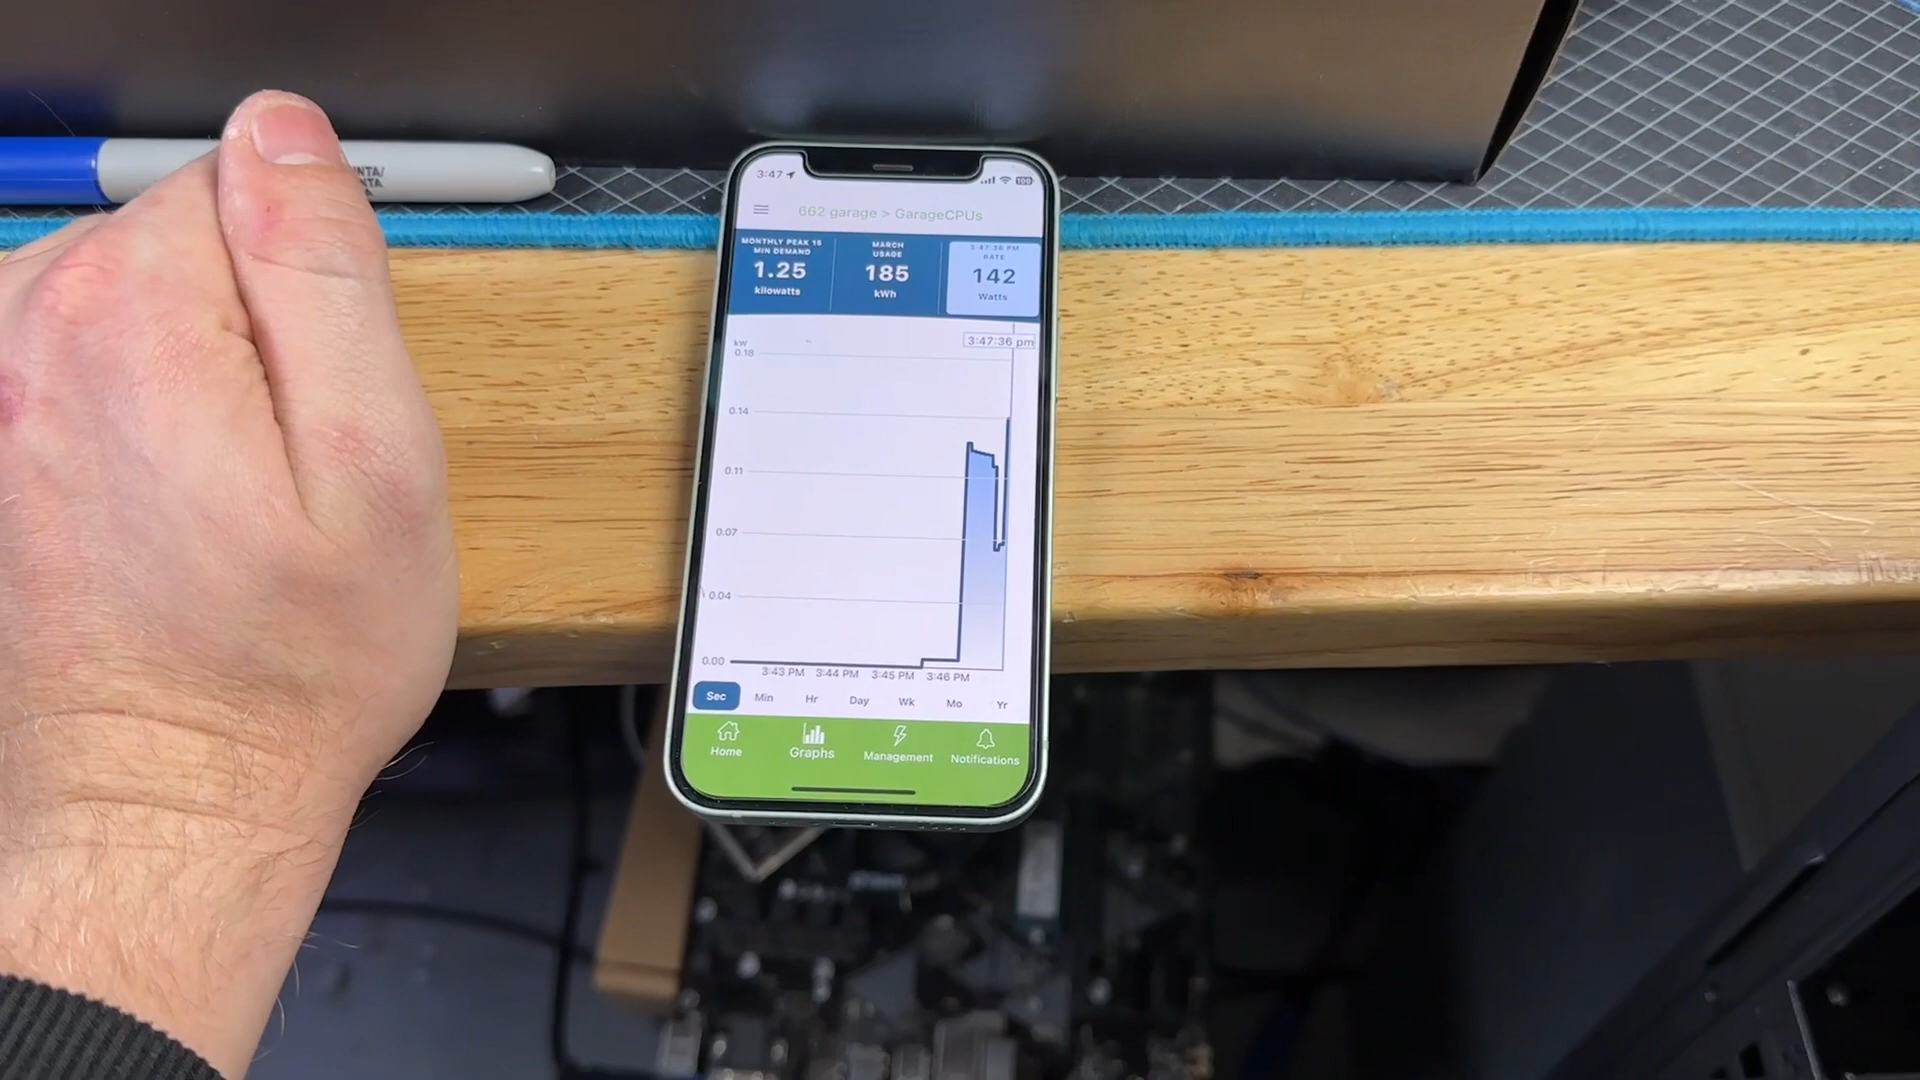 NTA/
NTA
A
3:47
100
662 garage > GarageCPUs
MONTHLY PEAK 15
MIN DEMAND
1.25
kilowatts
MARCH
USAGE
185
kWh
3:47:36 PM
RATE
142
Watts
3:47:36 pm
kW
0.18
0.14
0.11
0.07
0.04
0.00
3:43 PM 3:44 PM 3:45 PM 3:46 PM
Sec Min Hr Day Wk Mo Yr
Home Graphs Management Notifications